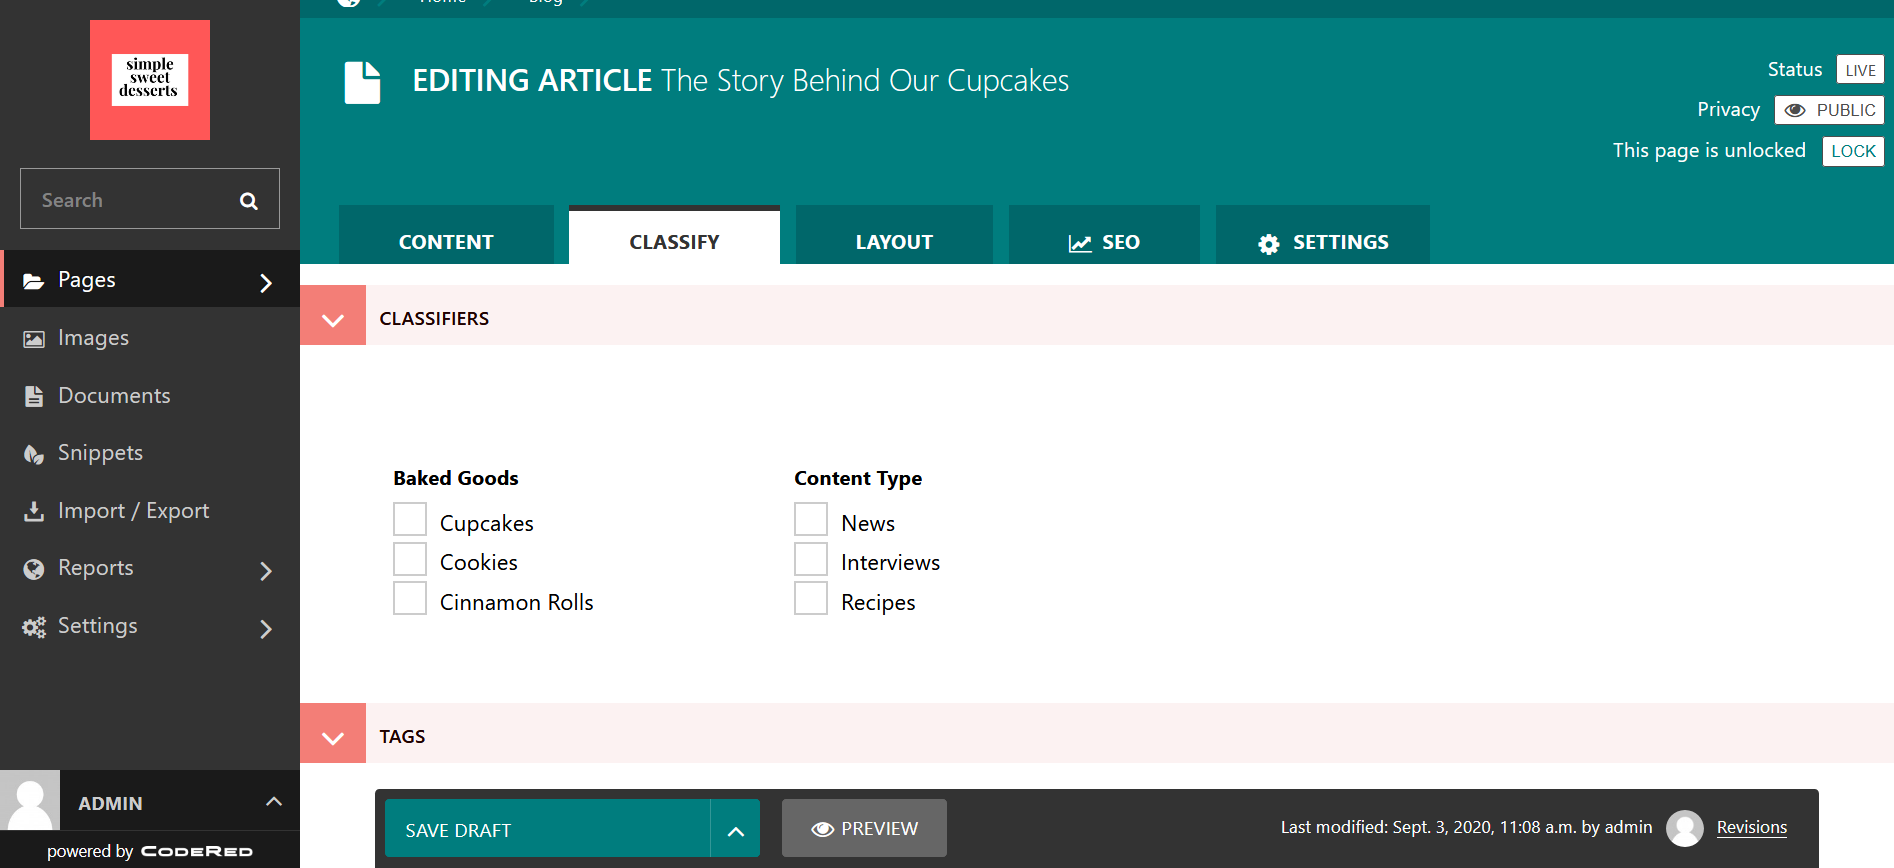 simple
sweet
desserts
Search
Pages
Images
Documents
Snippets
Import / Export
Reports
Settings
ADMIN
powered by CODERED
Home
Blog
EDITING ARTICLE The Story Behind Our Cupcakes
Status LIVE
Privacy PUBLIC
This page is unlocked LOCK
CONTENT CLASSIFY LAYOUT SEO SETTINGS
CLASSIFIERS
Baked Goods
Cupcakes
Cookies
Cinnamon Rolls
Content Type
News
Interviews
Recipes
TAGS
SAVE DRAFT
PREVIEW
Last modified: Sept. 3, 2020, 11:08 a.m. by admin
Revisions